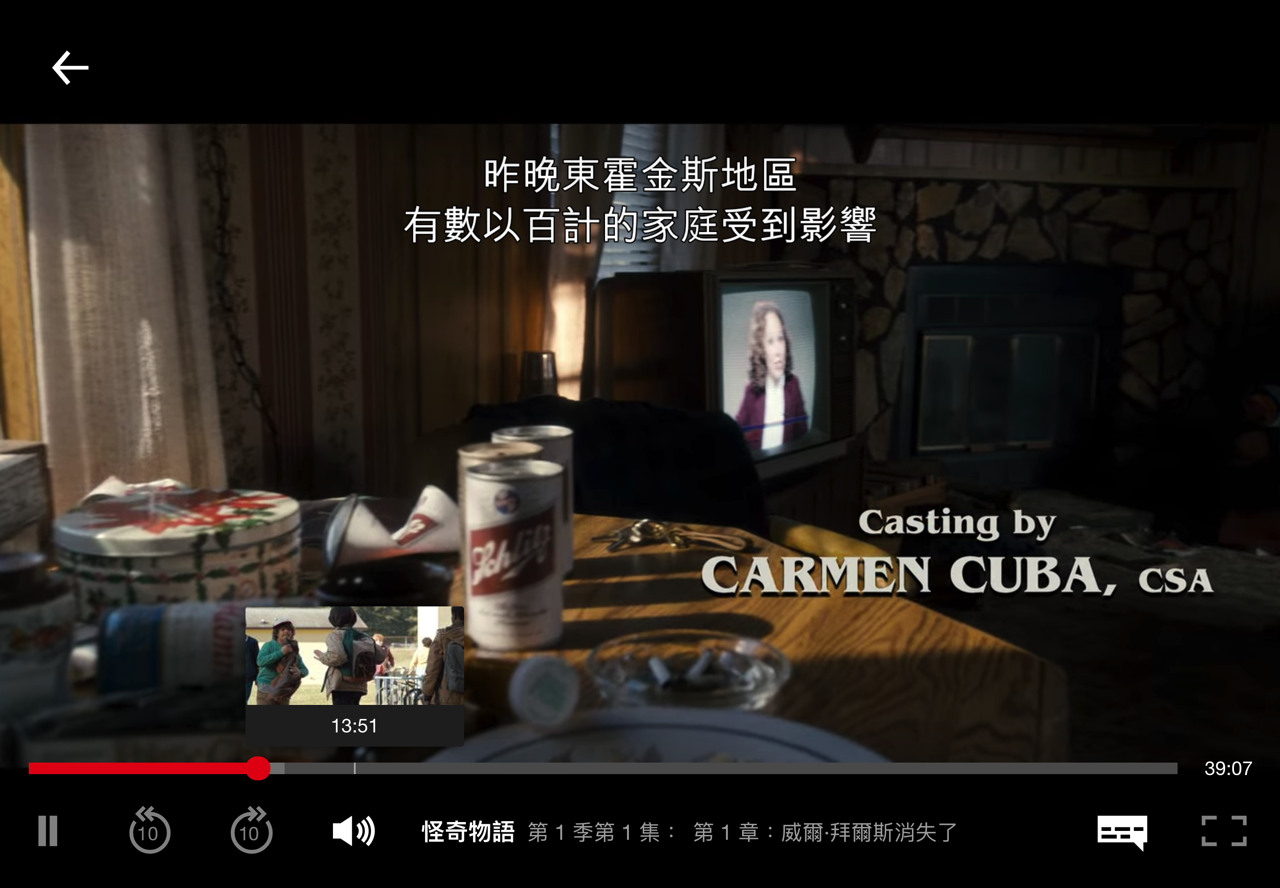 昨晚東霍金斯地區
有數以百計的家庭受到影響
Schlitz
Casting by
CARMEN CUBA, CSA
13:51
39:07
10
10
怪奇物語 第 1 季第 1 集： 第 1 章：威爾·拜爾斯消失了